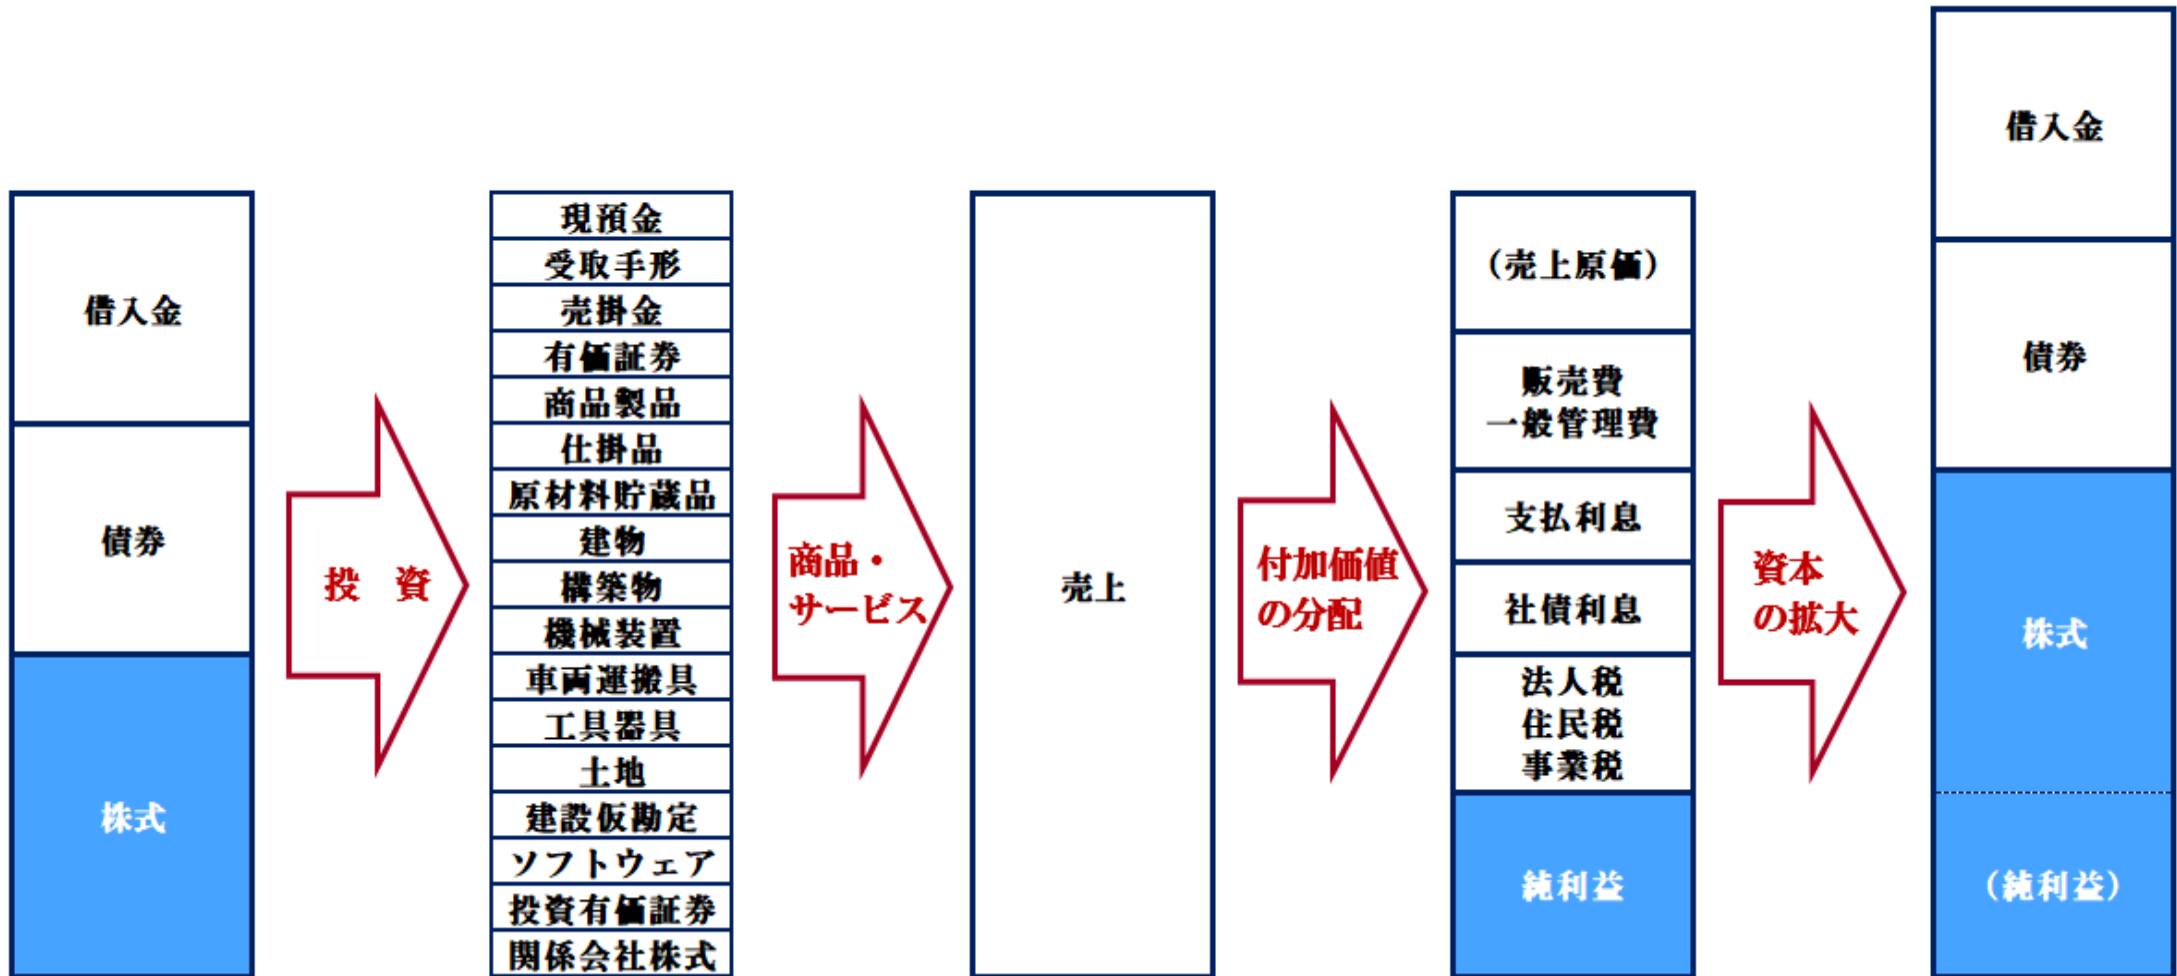 借入金
債券
株式
投 資
現預金
受取手形
売掛金
有価証券
商品製品
仕掛品
原材料貯蔵品
建物
構築物
機械装置
車両運搬具
工具器具
土地
建設仮勘定
ソフトウェア
投資有価証券
関係会社株式
商品・
サービス
売上
付加価値
の分配
（売上原価）
販売費
一般管理費
支払利息
社債利息
法人税
住民税
事業税
純利益
資本
の拡大
借入金
債券
株式
（純利益）